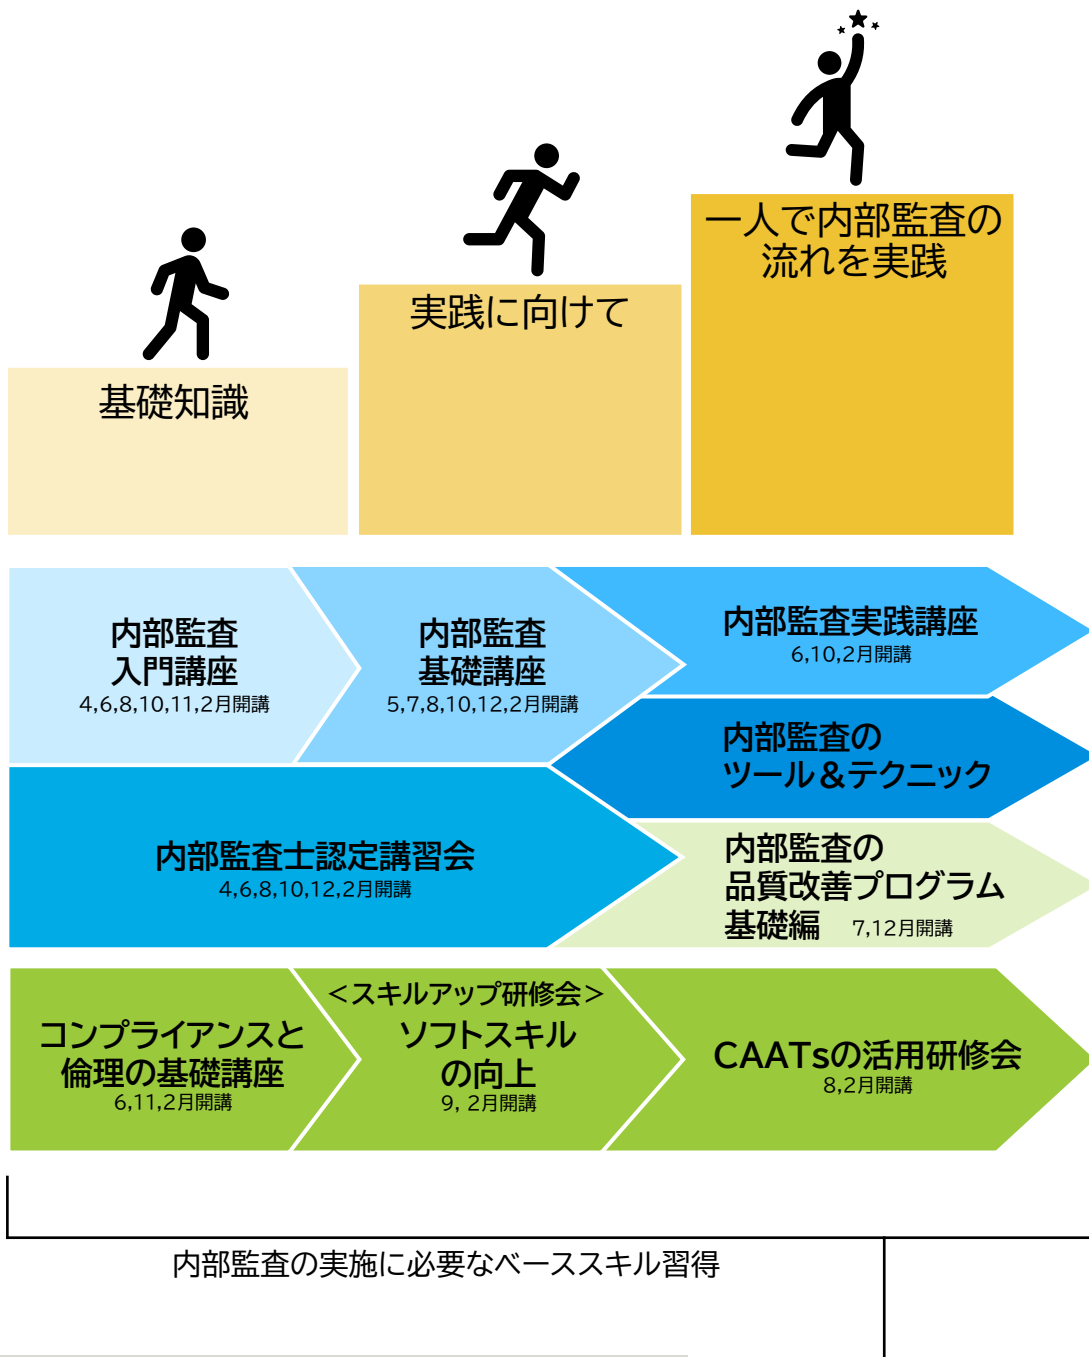 一人で内部監査の
流れを実践
実践に向けて
基礎知識
内部監査
入門講座
4,6,8,10,11,2月開講
内部監査
基礎講座
5,7,8,10,12,2月開講
内部監査実践講座
6,10,2月開講
内部監査の
ツール＆テクニック
内部監査士認定講習会
4,6,8,10,12,2月開講
内部監査の
品質改善プログラム
基礎編 7,12月開講
コンプライアンスと
倫理の基礎講座
6,11,2月開講
＜スキルアップ研修会＞
ソフトスキル
の向上
9, 2月開講
CAATsの活用研修会
8,2月開講
内部監査の実施に必要なベーススキル習得